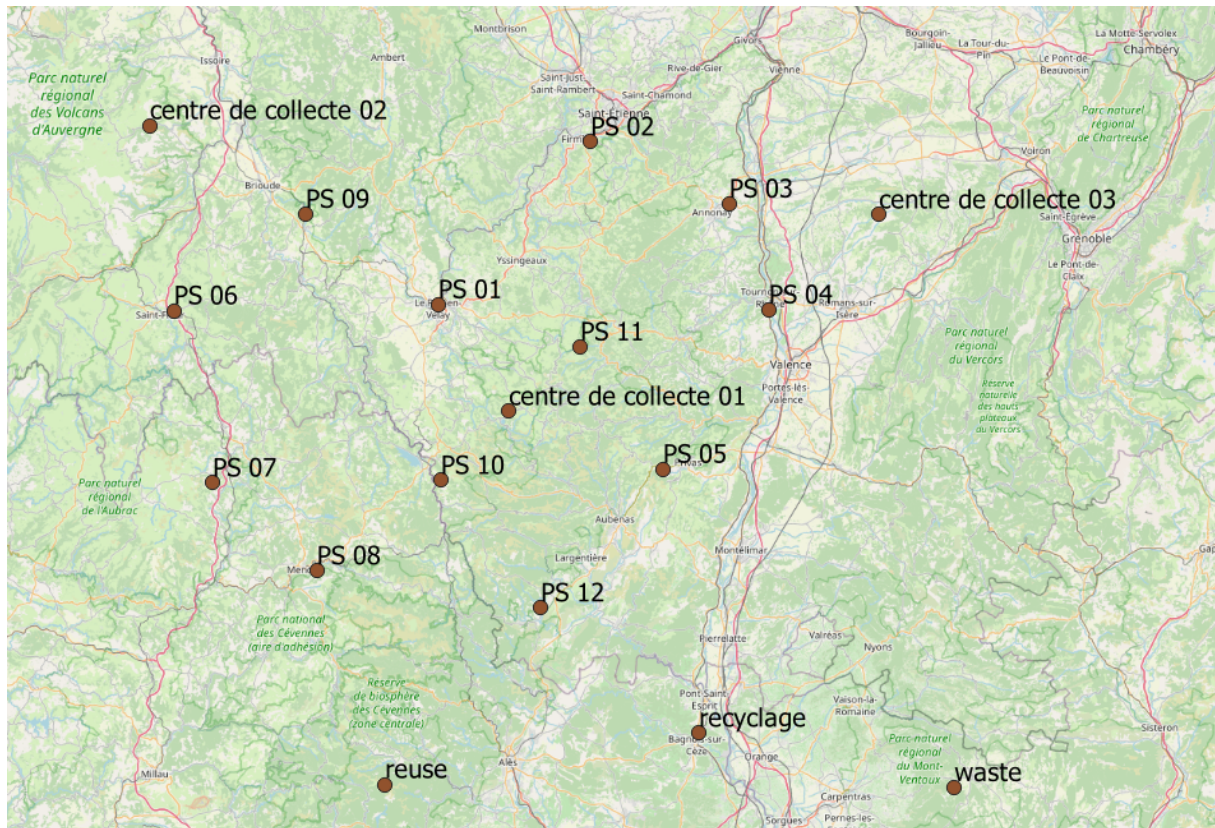 Montbrison
Givors
Bourgoin-
Jallieu
La Tour-du-
Pin
La Motte-Servolex
Chambéry
Issoire
Ambert
Rive-de-Gier
Vienne
Le Pont-de-
Beauvoisin
Parc naturel
régional
des Volcans
d'Auvergne
Saint-Just-
Saint-Rambert
Saint-Chamond
Saint-Étienne
centre de collecte 02
PS 02
Parc naturel
régional
de Chartreuse
Voiron
Brioude
PS 09
PS 03
Annonay
centre de collecte 03
Saint-Égrève
Grenoble
Yssingeaux
Le Pont-de-
Claix
PS 06
PS 01
PS 04
Romans-sur-
Isère
PS 11
Parc naturel
régional
du Vercors
Valence
Portes-lès-
Valence
Réserve
naturelle
des hauts
plateaux
du Vercors
centre de collecte 01
PS 07
PS 10
PS 05
Privas
Parc naturel
régional
de l'Aubrac
Aubenas
Montélimar
Largentière
PS 08
PS 12
Parc national
des Cévennes
(aire d'adhésion)
Pierrelatte
Valréas
Nyons
Réserve
de biosphère
des Cévennes
(zone centrale)
Pont-Saint-
Esprit
Vaison-la-
Romaine
recyclage
Bagnols-sur-
Cèze
Sisteron
Parc naturel
régional
du Mont-
Ventoux
Orange
Millau
reuse
Alès
waste
Carpentras
Sorgues
Pernes-les-